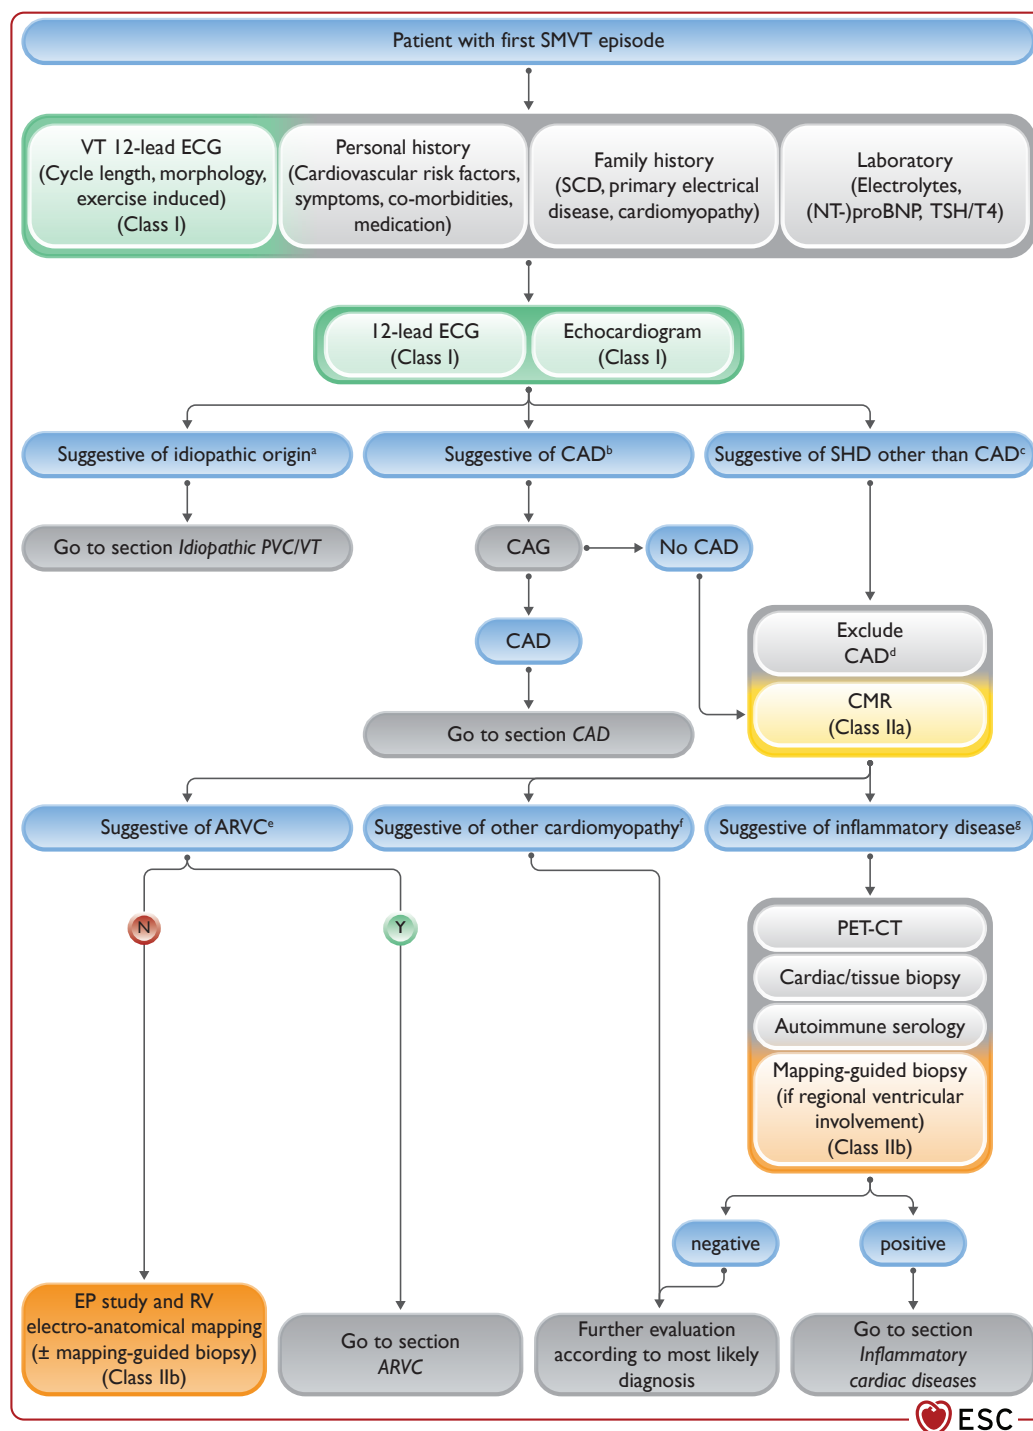 Patient with first SMVT episode
VT 12-lead ECG
(Cycle length, morphology,
exercise induced)
(Class I)
Personal history
(Cardiovascular risk factors,
symptoms, co-morbidities,
medication)
Family history
(SCD, primary electrical
disease, cardiomyopathy)
Laboratory
(Electrolytes,
(NT-)proBNP, TSH/T4)
12-lead ECG
(Class I)
Echocardiogram
(Class I)
Suggestive of idiopathic originᵃ
Suggestive of CADᵇ
Suggestive of SHD other than CADᶜ
Go to section Idiopathic PVC/VT
CAG
No CAD
CAD
Exclude
CADᵈ
CMR
(Class IIa)
Go to section CAD
Suggestive of ARVCᵉ
Suggestive of other cardiomyopathyᶠ
Suggestive of inflammatory diseaseᵍ
N
Y
PET-CT
Cardiac/tissue biopsy
Autoimmune serology
Mapping-guided biopsy
(if regional ventricular
involvement)
(Class IIb)
negative
positive
EP study and RV
electro-anatomical mapping
(± mapping-guided biopsy)
(Class IIb)
Go to section
ARVC
Further evaluation
according to most likely
diagnosis
Go to section
Inflammatory
cardiac diseases
ESC